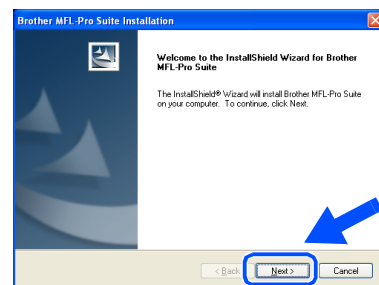 Brother MFL-Pro Suite Installation
Welcome to the InstallShield Wizard for Brother
MFL-Pro Suite
The InstallShield® Wizard will install Brother MFL-Pro Suite
on your computer. To continue, click Next.
< Back Next > Cancel